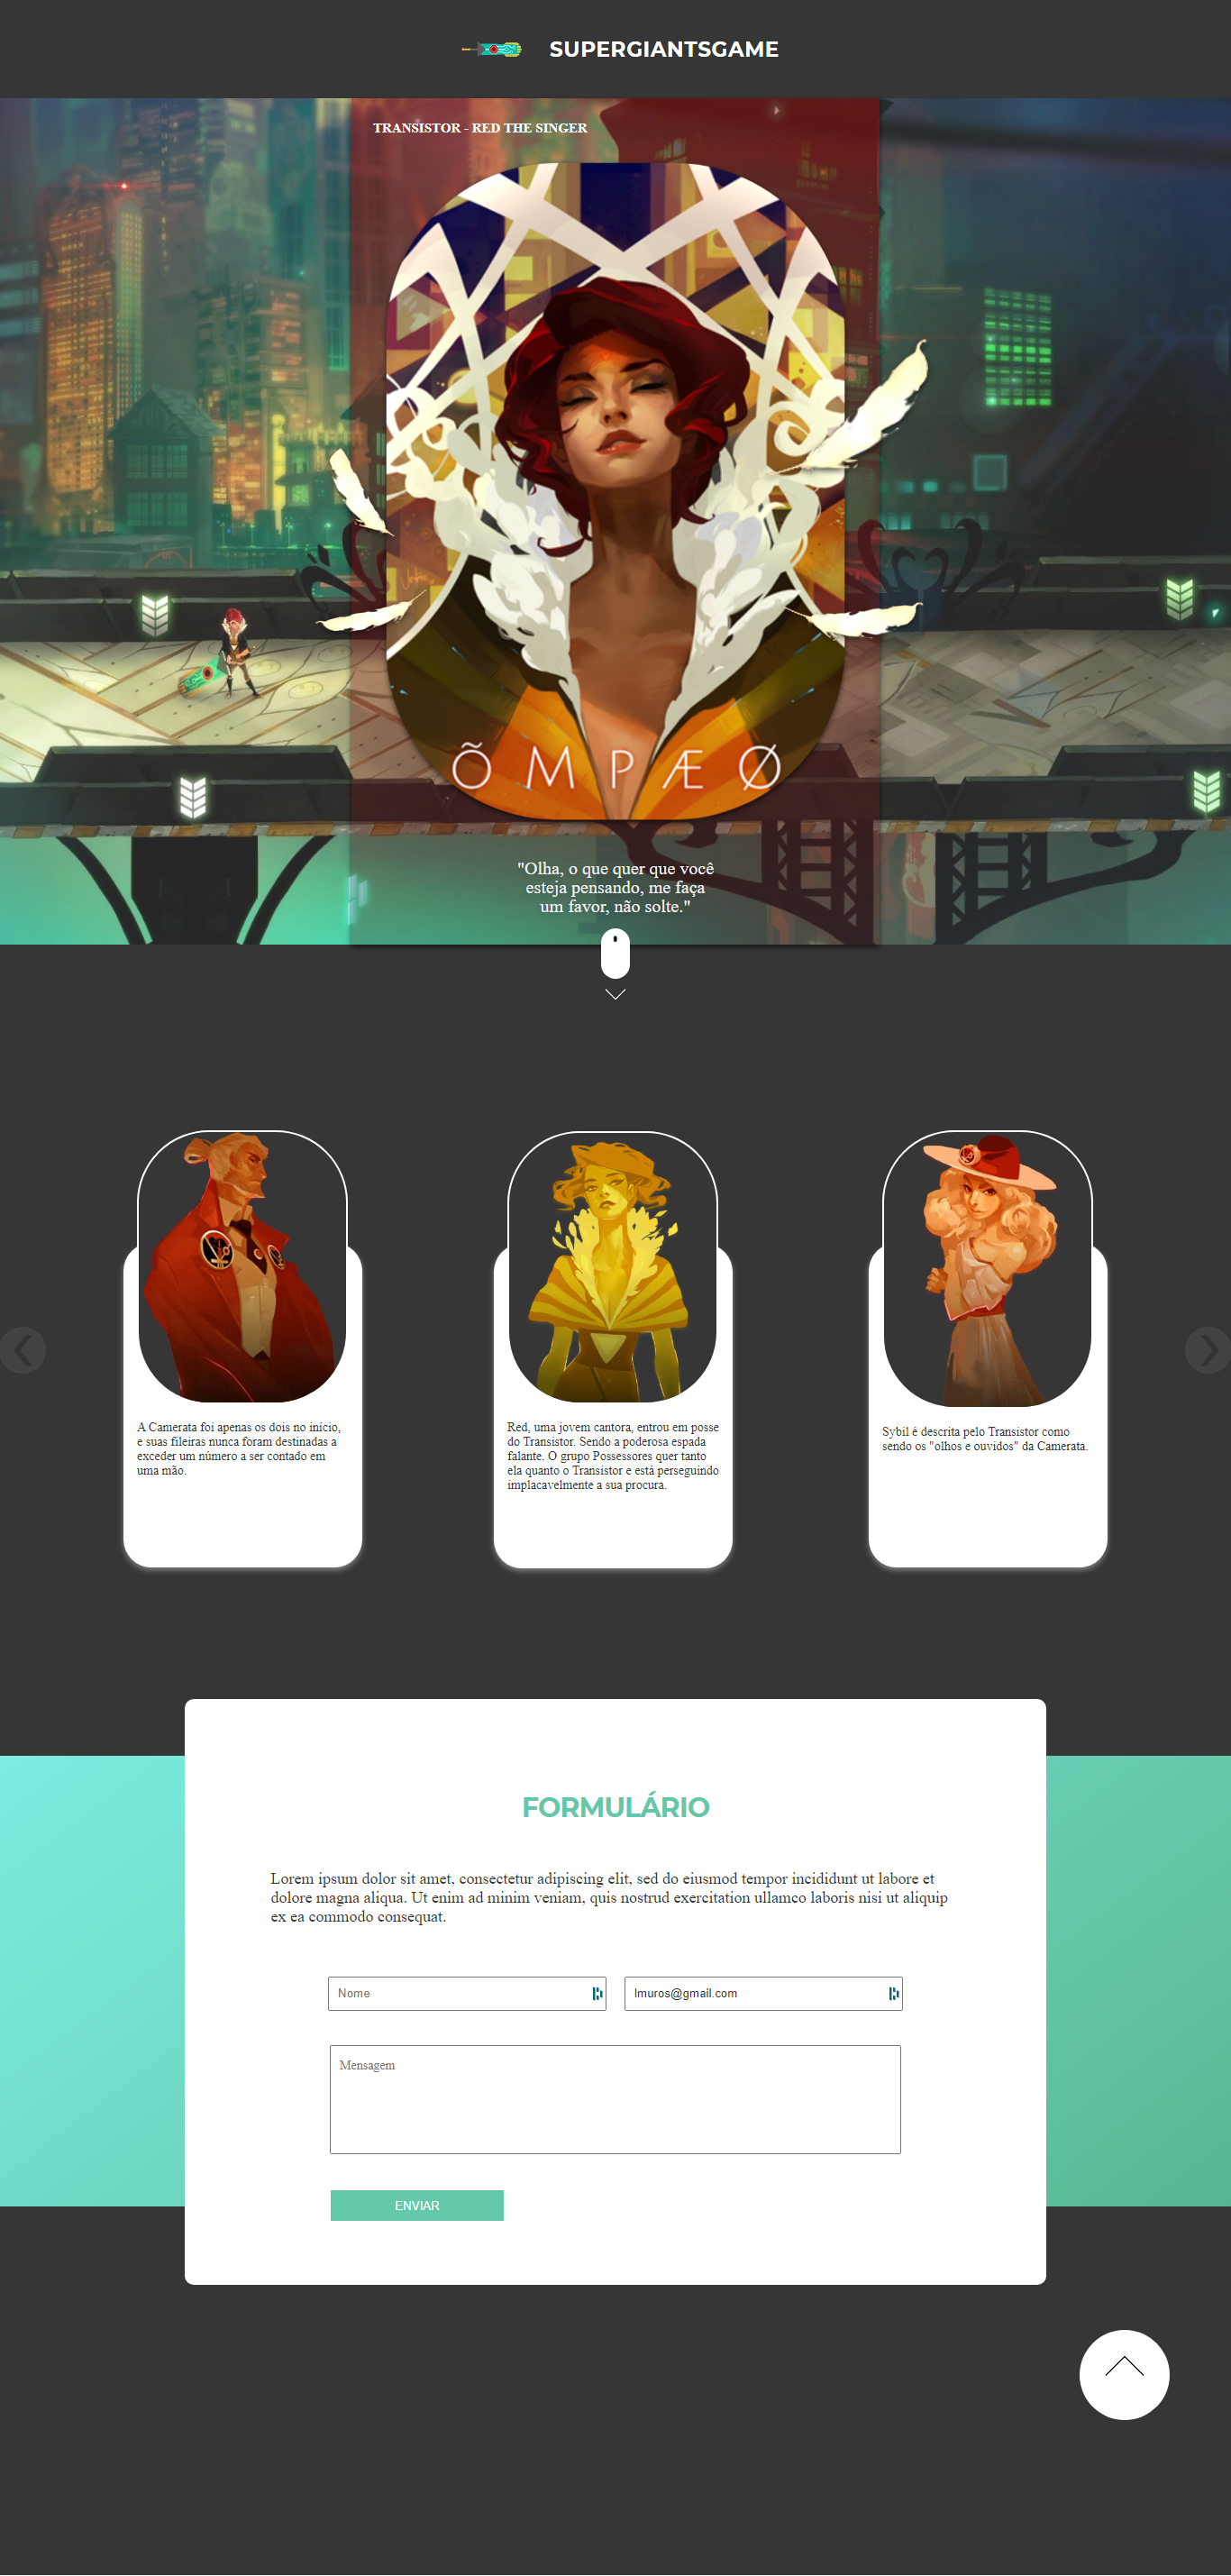 SUPERGIANTSGAME
TRANSISTOR - RED THE SINGER
Õ M P Æ Ø
"Olha, o que quer que você
esteja pensando, me faça
um favor, não solte."
A Camerata foi apenas os dois no início,
e suas fileiras nunca foram destinadas a
exceder um número a ser contado em
uma mão.
Red, uma jovem cantora, entrou em posse
do Transistor. Sendo a poderosa espada
falante. O grupo Possessores quer tanto
ela quanto o Transistor e está perseguindo
implacavelmente a sua procura.
Sybil é descrita pelo Transistor como
sendo os "olhos e ouvidos" da Camerata.
FORMULÁRIO
Lorem ipsum dolor sit amet, consectetur adipiscing elit, sed do eiusmod tempor incididunt ut labore et
dolore magna aliqua. Ut enim ad minim veniam, quis nostrud exercitation ullamco laboris nisi ut aliquip
ex ea commodo consequat.
Nome
lmuros@gmail.com
Mensagem
ENVIAR